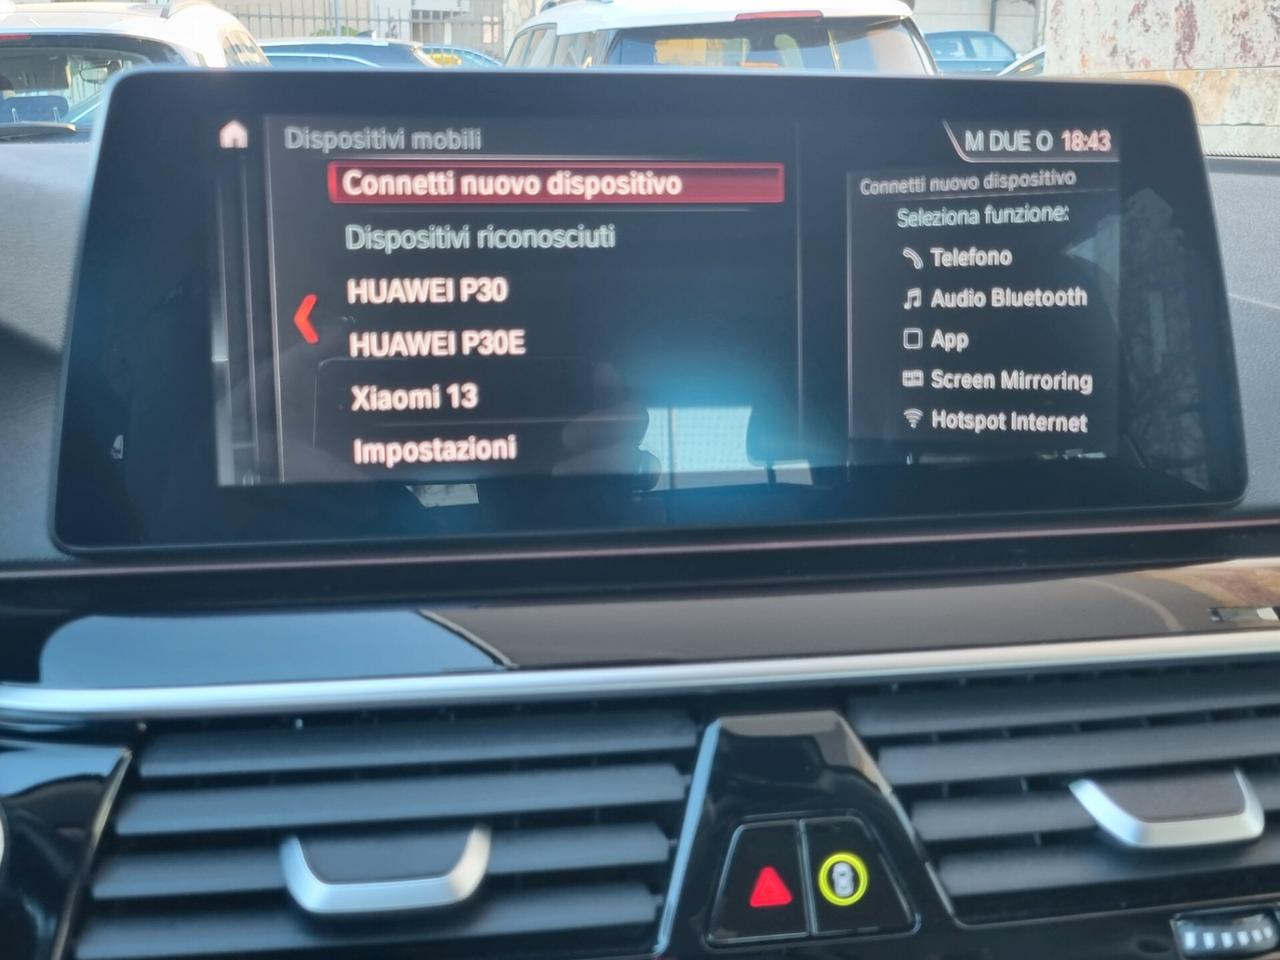 Dispositivi mobili
M DUE O 18:43
Connetti nuovo dispositivo
Dispositivi riconosciuti
HUAWEI P30
HUAWEI P30E
Xiaomi 13
Impostazioni
Connetti nuovo dispositivo
Seleziona funzione:
Telefono
Audio Bluetooth
App
Screen Mirroring
Hotspot Internet